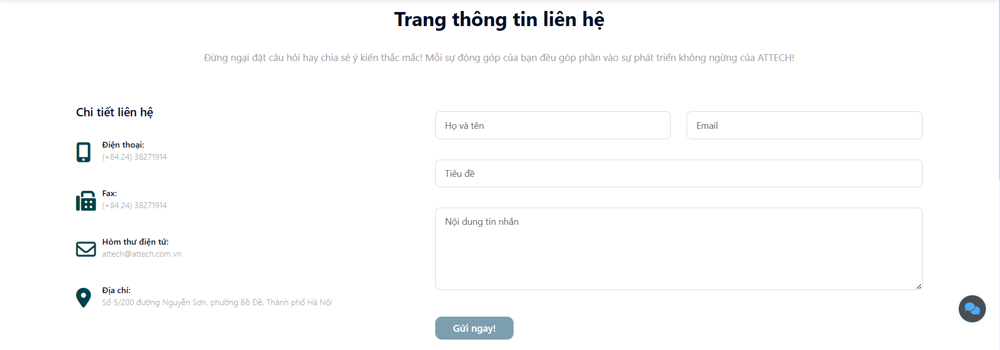 Trang thông tin liên hệ
Đừng ngại đặt câu hỏi hay chia sẻ ý kiến thắc mắc! Mỗi sự đóng góp của bạn đều góp phần vào sự phát triển không ngừng của ATTECH!
Chi tiết liên hệ
Điện thoại:
(+84.24) 38271914
Fax:
(+84.24) 38271914
Hòm thư điện tử:
attech@attech.com.vn
Địa chỉ:
Số 5/200 đường Nguyễn Sơn, phường Bồ Đề, Thành phố Hà Nội
Họ và tên
Email
Tiêu đề
Nội dung tin nhắn
Gửi ngay!